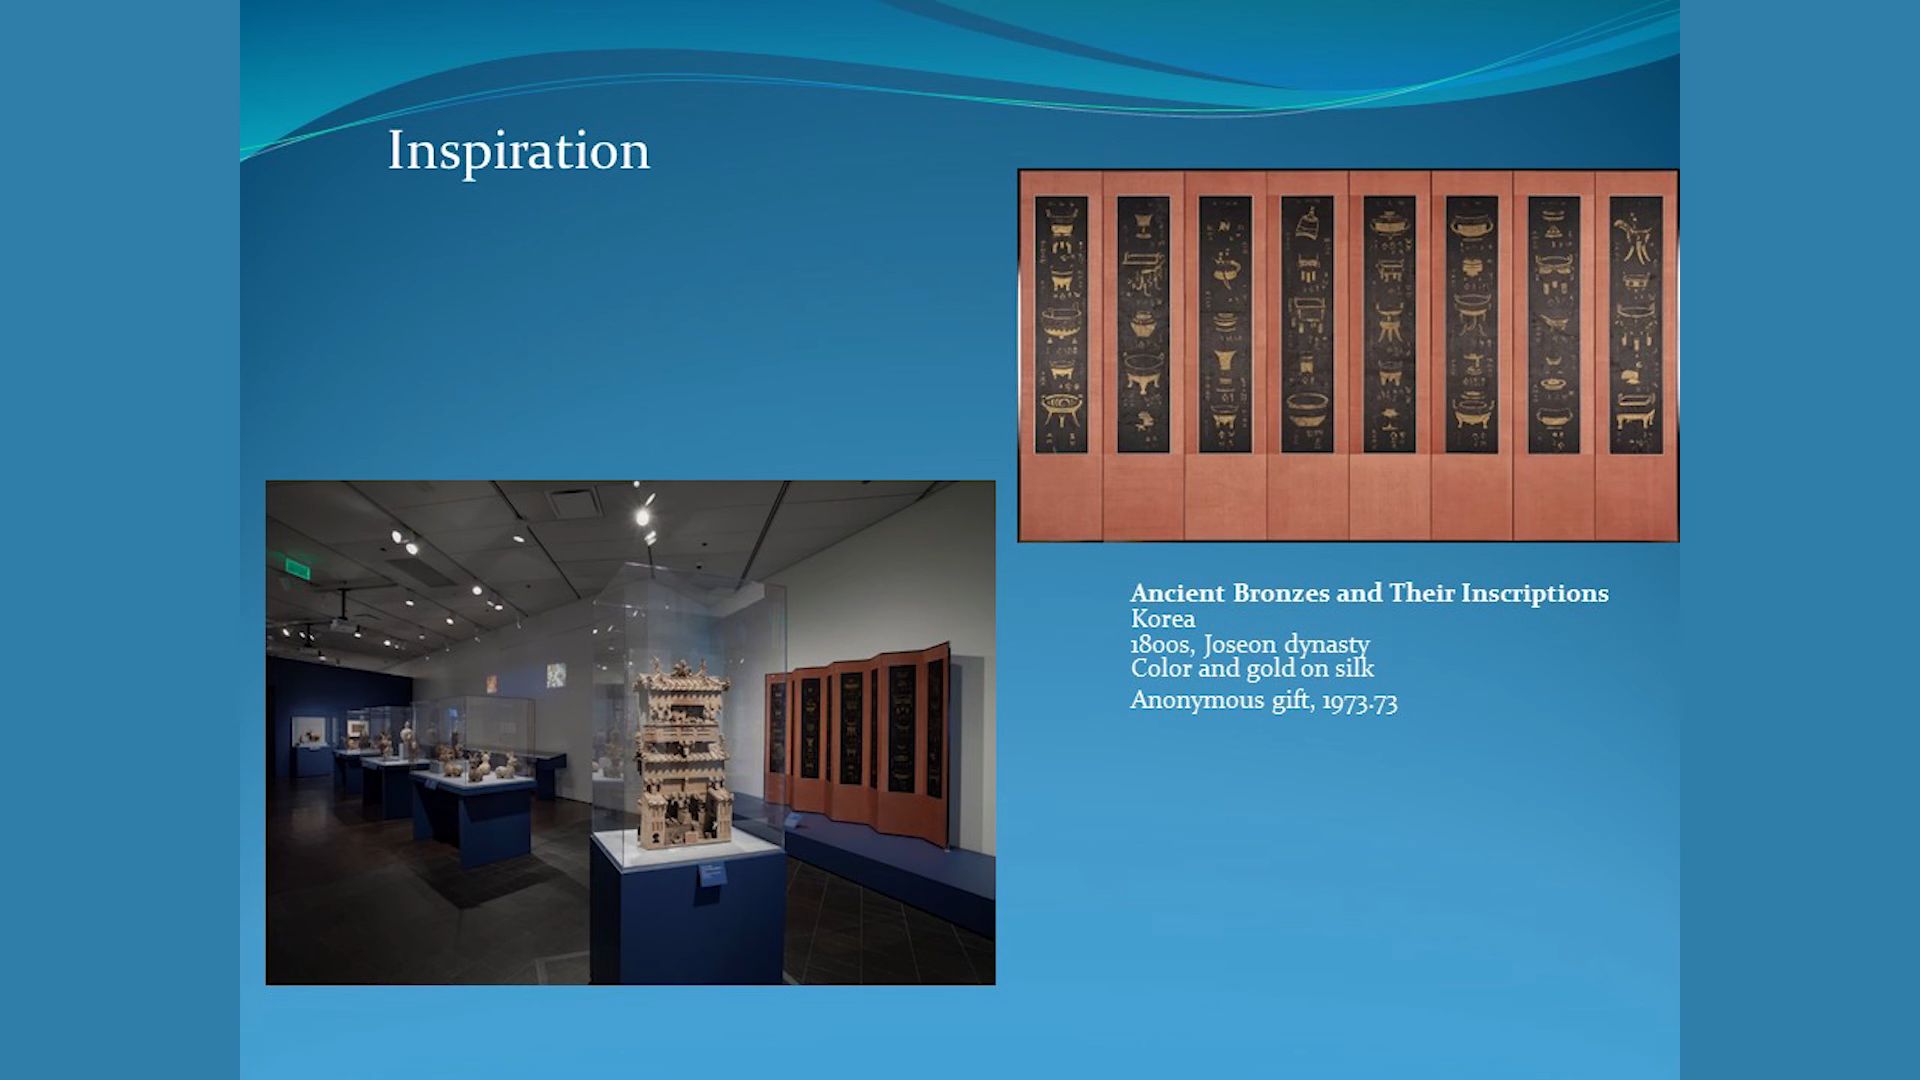 Inspiration
Ancient Bronzes and Their Inscriptions
Korea
1800s, Joseon dynasty
Color and gold on silk
Anonymous gift, 1973.73